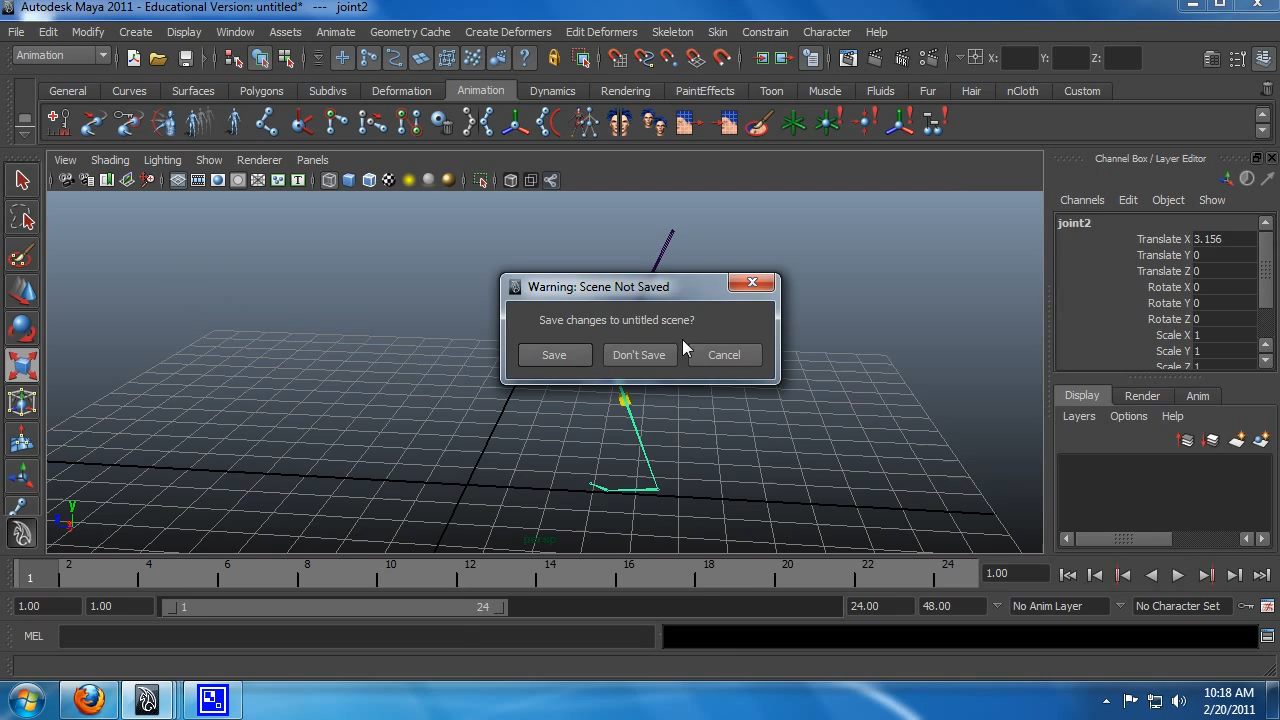 Autodesk Maya 2011 - Educational Version: untitled* --- joint2
File Edit Modify Create Display Window Assets Animate Geometry Cache Create Deformers Edit Deformers Skeleton Skin Constrain Character Help
Animation X: Y: Z:
General Curves Surfaces Polygons Subdivs Deformation Animation Dynamics Rendering PaintEffects Toon Muscle Fluids Fur Hair nCloth Custom
View Shading Lighting Show Renderer Panels
Channel Box / Layer Editor
Channels Edit Object Show
joint2
Translate X 3.156
Translate Y 0
Translate Z 0
Rotate X 0
Rotate Y 0
Rotate Z 0
Scale X 1
Scale Y 1
Scale Z 1
Warning: Scene Not Saved
Save changes to untitled scene?
Save Don't Save Cancel
Display Render Anim
Layers Options Help
y
persp
1 2 4 6 8 10 12 14 16 18 20 22 24 1.00
1.00 1.00 1 24 24.00 48.00 No Anim Layer No Character Set
MEL
10:18 AM
2/20/2011